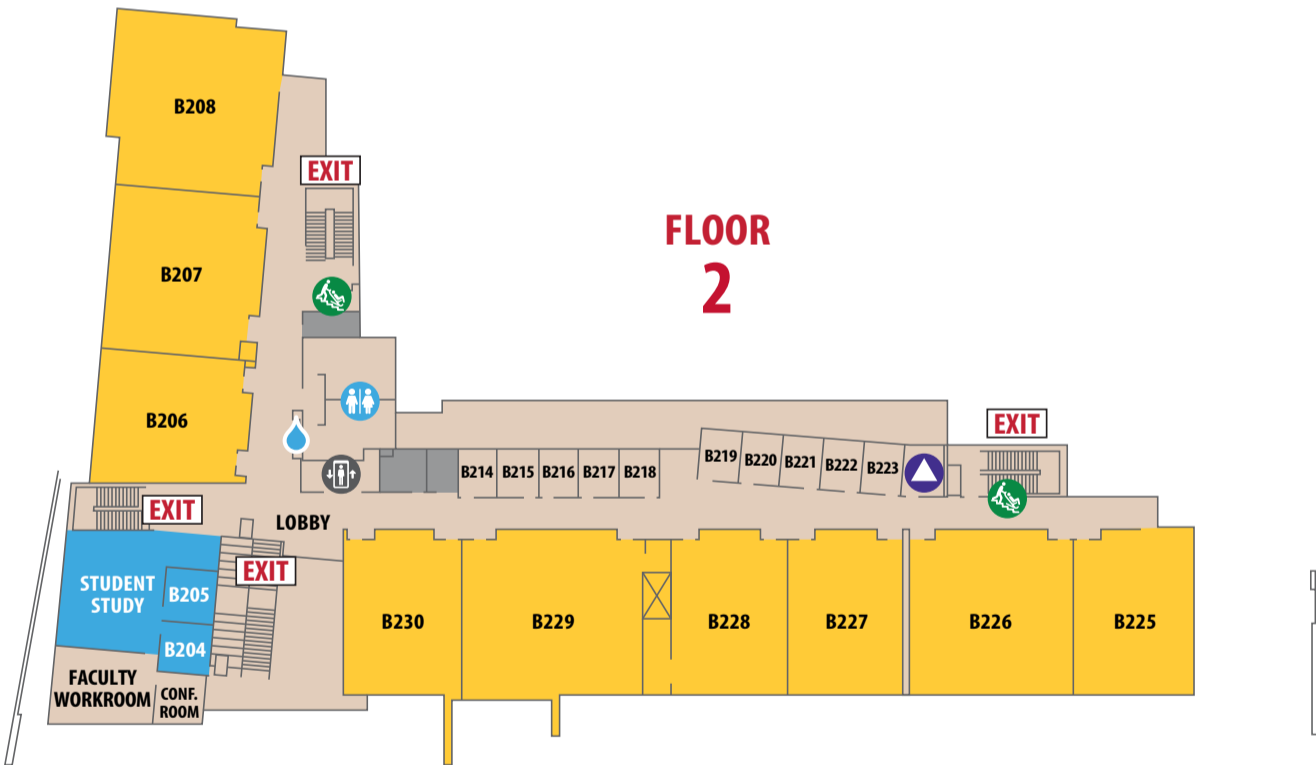 B208
EXIT
FLOOR
2
B207
B206
EXIT
B219
B220
B221
B222
B223
B214
B215
B216
B217
B218
EXIT
LOBBY
EXIT
STUDENT
STUDY
B205
B204
B230
B229
B228
B227
B226
B225
FACULTY
WORKROOM
CONF.
ROOM